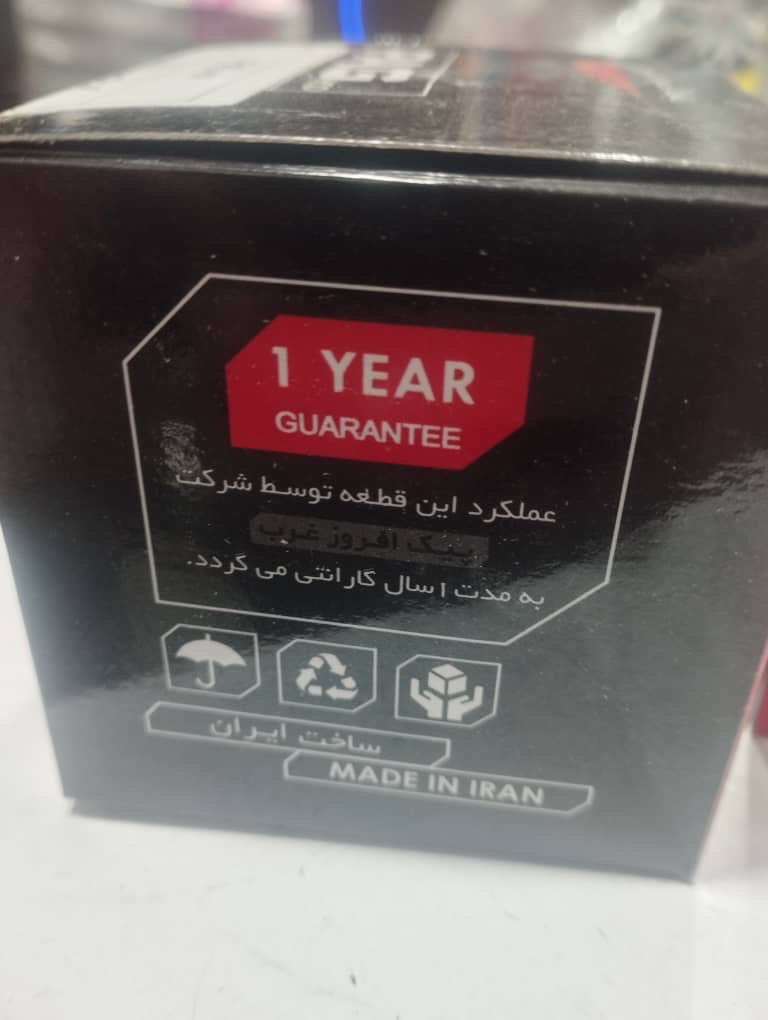 1 YEAR
GUARANTEE
عملکرد این قطعه توسط شرکت
پیک افروز غرب
به مدت ۱ سال گارانتی می گردد.
ساخت ایران
MADE IN IRAN